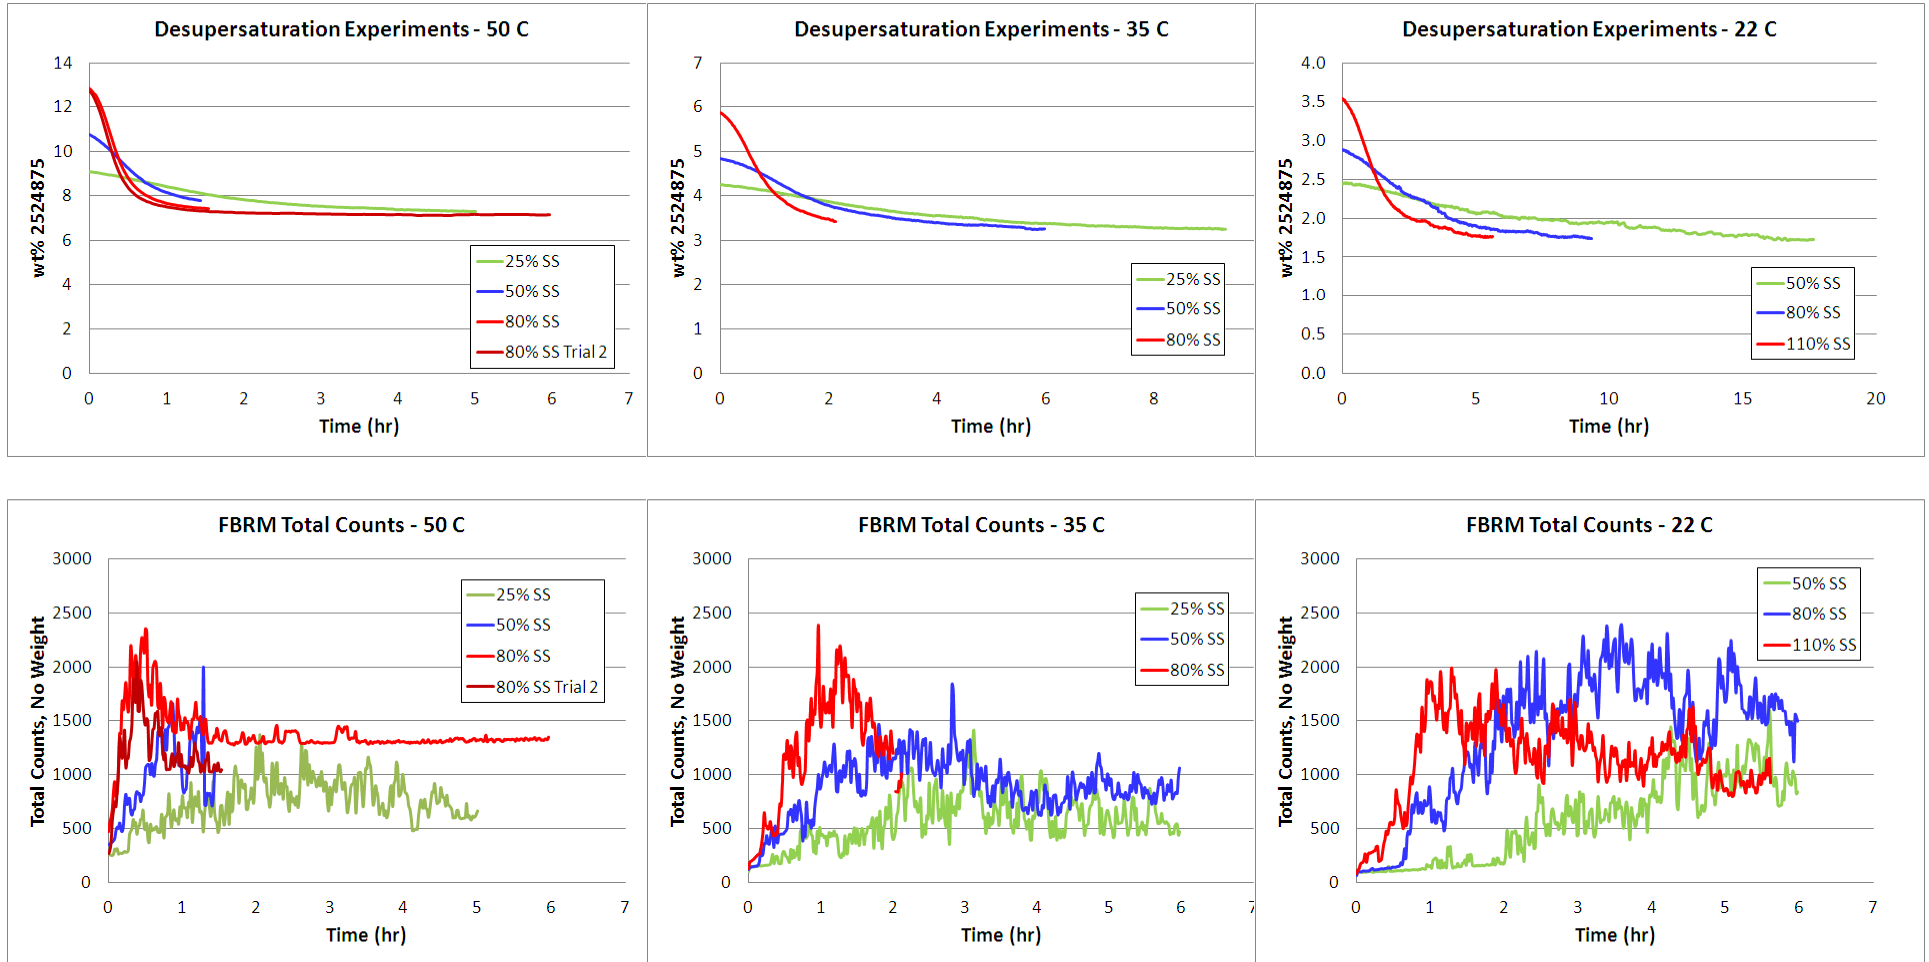 Desupersaturation Experiments - 50 C
wt% 2524875
14
12
10
8
6
4
2
0
0 1 2 3 4 5 6 7
Time (hr)
25% SS
50% SS
80% SS
80% SS Trial 2
Desupersaturation Experiments - 35 C
wt% 2524875
7
6
5
4
3
2
1
0
0 2 4 6 8
Time (hr)
25% SS
50% SS
80% SS
Desupersaturation Experiments - 22 C
wt% 2524875
4.0
3.5
3.0
2.5
2.0
1.5
1.0
0.5
0.0
0 5 10 15 20
Time (hr)
50% SS
80% SS
110% SS
FBRM Total Counts - 50 C
Total Counts, No Weight
3000
2500
2000
1500
1000
500
0
0 1 2 3 4 5 6 7
Time (hr)
25% SS
50% SS
80% SS
80% SS Trial 2
FBRM Total Counts - 35 C
Total Counts, No Weight
3000
2500
2000
1500
1000
500
0
0 1 2 3 4 5 6 7
Time (hr)
25% SS
50% SS
80% SS
FBRM Total Counts - 22 C
Total Counts, No Weight
3000
2500
2000
1500
1000
500
0
0 1 2 3 4 5 6 7
Time (hr)
50% SS
80% SS
110% SS